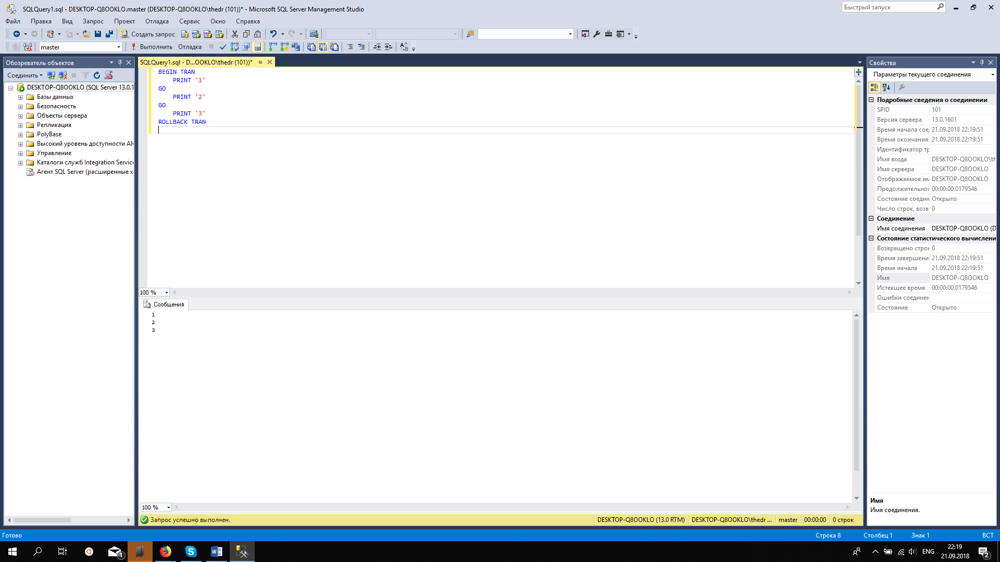 SQLQuery1.sql - DESKTOP-Q8OOKLO.master (DESKTOP-Q8OOKLO\thedr (101))* - Microsoft SQL Server Management Studio
Быстрый запуск
Файл Правка Вид Запрос Проект Отладка Сервис Окно Справка
Создать запрос
master Выполнить Отладка
Обозреватель объектов
Соединить
DESKTOP-Q8OOKLO (SQL Server 13.0.1
Базы данных
Безопасность
Объекты сервера
Репликация
PolyBase
Высокий уровень доступности Al
Управление
Каталоги служб Integration Servic
Агент SQL Server (расширенные х
SQLQuery1.sql - D...OOKLO\thedr (101))*
BEGIN TRAN
PRINT '1'
GO
PRINT '2'
GO
PRINT '3'
ROLLBACK TRAN
100 %
Сообщения
1
2
3
100 %
Запрос успешно выполнен. DESKTOP-Q8OOKLO (13.0 RTM) DESKTOP-Q8OOKLO\thedr ... master 00:00:00 0 строк
Свойства
Параметры текущего соединения
Подробные сведения о соединении
SPID 101
Версия сервера 13.0.1601
Время начала сое 21.09.2018 22:19:51
Время окончания 21.09.2018 22:19:51
Идентификатор тр
Имя входа DESKTOP-Q8OOKLO\th
Имя сервера DESKTOP-Q8OOKLO
Отображаемое им DESKTOP-Q8OOKLO
Продолжительнос 00:00:00.0179546
Состояние соедин Открыто
Число строк, возв 0
Соединение
Имя соединения DESKTOP-Q8OOKLO (D
Состояние статистического вычислени
Возвращено строк 0
Время завершени 21.09.2018 22:19:51
Время начала 21.09.2018 22:19:51
Имя DESKTOP-Q8OOKLO
Истекшее время 00:00:00.0179546
Ошибки соединен
Состояние Открыто
Имя
Имя соединения.
Готово Строка 8 Столбец 1 Знак 1 ВСТ
1
ENG
22:19
21.09.2018
2